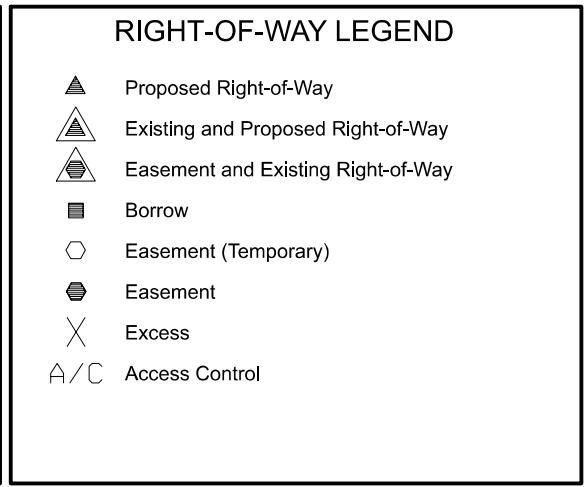 RIGHT-OF-WAY LEGEND
Proposed Right-of-Way
Existing and Proposed Right-of-Way
Easement and Existing Right-of-Way
Borrow
Easement (Temporary)
Easement
X Excess
A/C Access Control